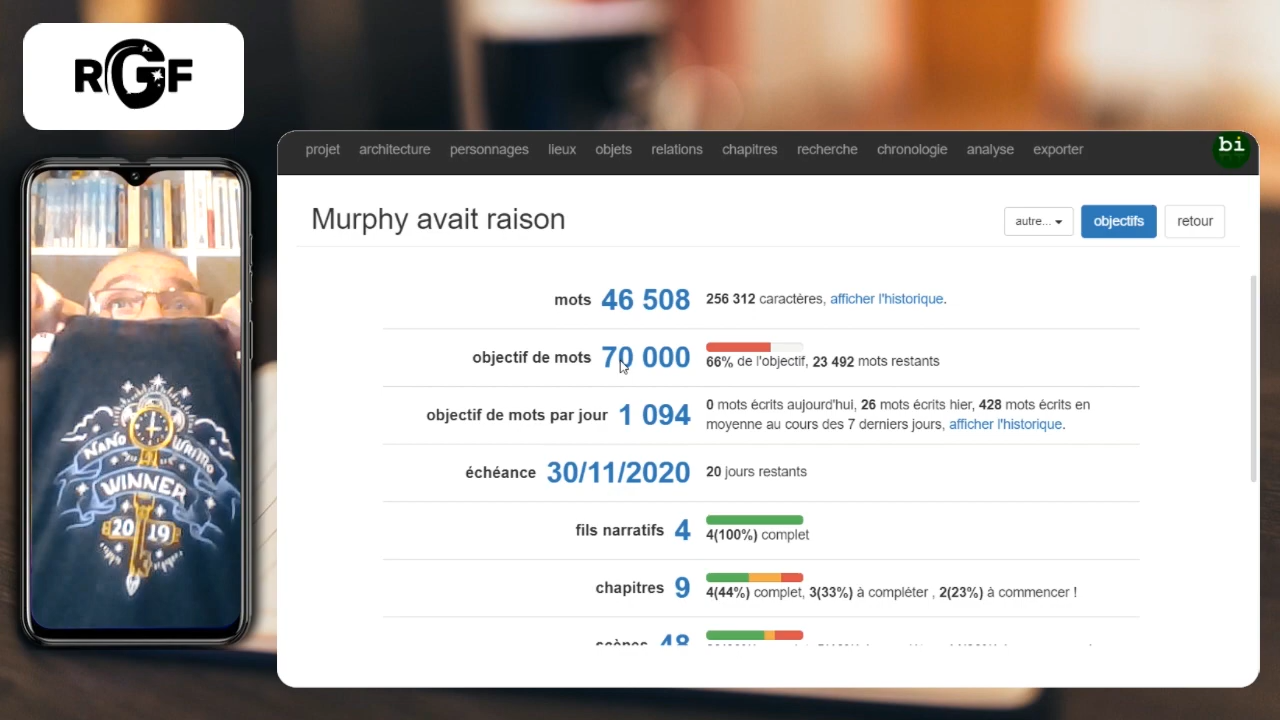 RGF
projet architecture personnages lieux objets relations chapitres recherche chronologie analyse exporter
bi
Murphy avait raison
autre...
objectifs
retour
mots 46 508 256 312 caractères, afficher l'historique.
objectif de mots 70 000 66% de l'objectif, 23 492 mots restants
objectif de mots par jour 1 094 0 mots écrits aujourd'hui, 26 mots écrits hier, 428 mots écrits en
moyenne au cours des 7 derniers jours, afficher l'historique.
échéance 30/11/2020 20 jours restants
fils narratifs 4 4(100%) complet
chapitres 9 4(44%) complet, 3(33%) à compléter , 2(23%) à commencer !
scènes 48
NANO WRIMO
WINNER
2019